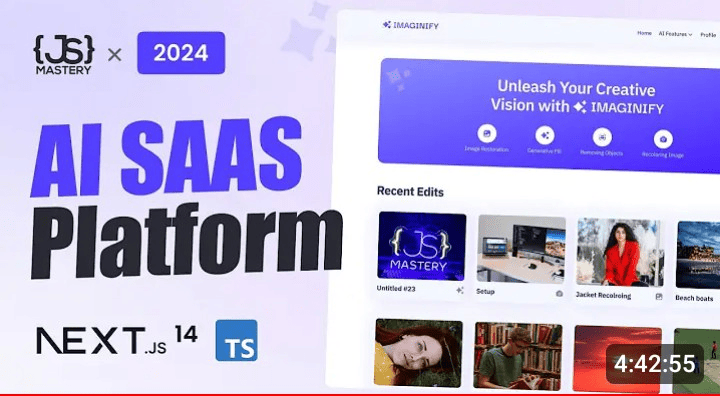 {JS}
MASTERY
×
2024
AI SAAS
Platform
NEXT.JS 14
TS
IMAGINIFY
Home AI Features Profile
Unleash Your Creative
Vision with IMAGINIFY
Image Restoration Generative Fill Removing Objects Recoloring Image
Recent Edits
{JS}
MASTERY
Untitled #23
Setup
Jacket Recolroing
Beach boats
4:42:55